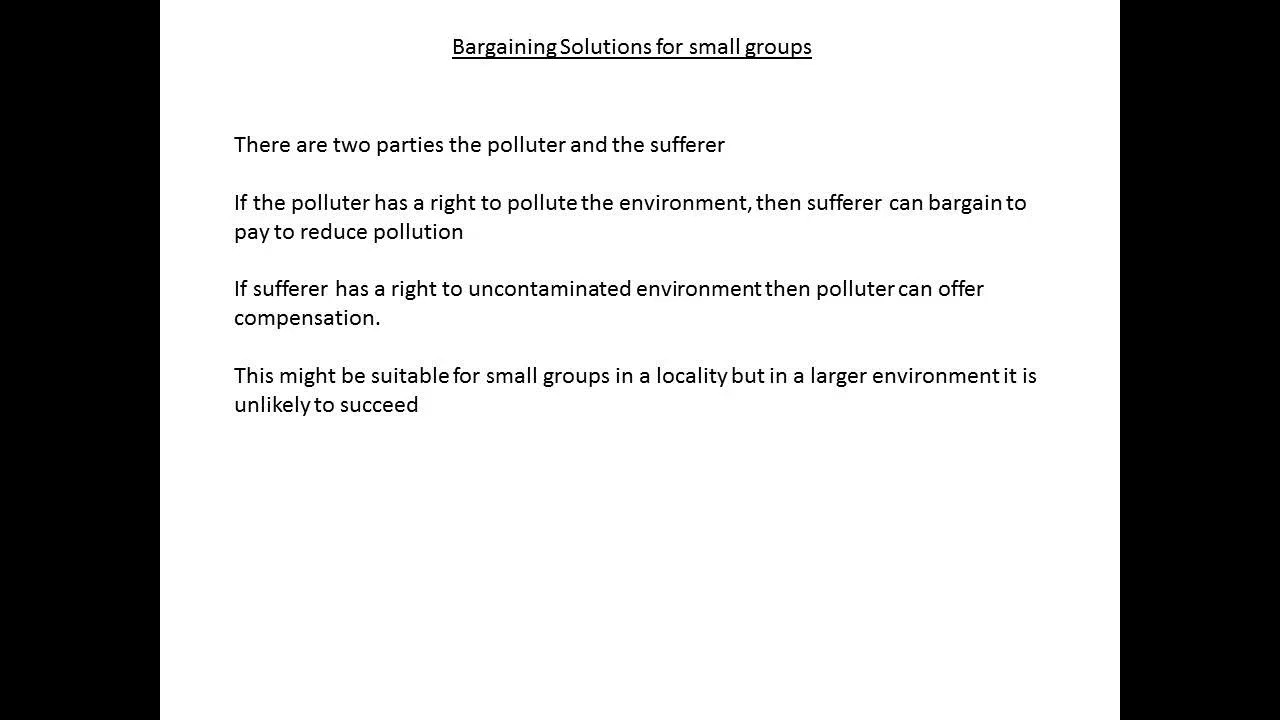 Bargaining Solutions for small groups
There are two parties the polluter and the sufferer
If the polluter has a right to pollute the environment, then sufferer can bargain to
pay to reduce pollution
If sufferer has a right to uncontaminated environment then polluter can offer
compensation.
This might be suitable for small groups in a locality but in a larger environment it is
unlikely to succeed